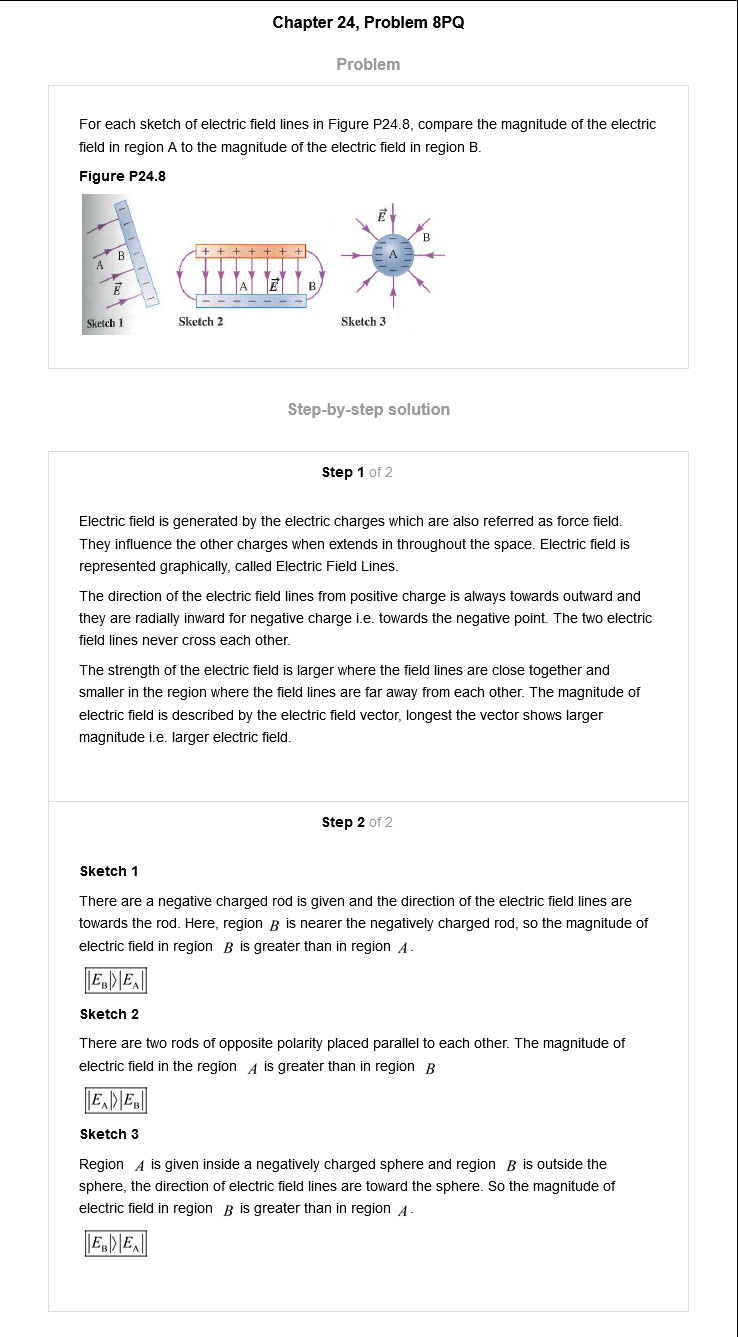 Chapter 24, Problem 8PQ
Problem
For each sketch of electric field lines in Figure P24.8, compare the magnitude of the electric
field in region A to the magnitude of the electric field in region B.
Figure P24.8
A
B
E⃗
Sketch 1
+ + + + + + +
A
E⃗
B
− − − − − − −
Sketch 2
E⃗
A
B
Sketch 3
Step-by-step solution
Step 1 of 2
Electric field is generated by the electric charges which are also referred as force field.
They influence the other charges when extends in throughout the space. Electric field is
represented graphically, called Electric Field Lines.
The direction of the electric field lines from positive charge is always towards outward and
they are radially inward for negative charge i.e. towards the negative point. The two electric
field lines never cross each other.
The strength of the electric field is larger where the field lines are close together and
smaller in the region where the field lines are far away from each other. The magnitude of
electric field is described by the electric field vector, longest the vector shows larger
magnitude i.e. larger electric field.
Step 2 of 2
Sketch 1
There are a negative charged rod is given and the direction of the electric field lines are
towards the rod. Here, region B is nearer the negatively charged rod, so the magnitude of
electric field in region B is greater than in region A.
|E_B|⟩|E_A|
Sketch 2
There are two rods of opposite polarity placed parallel to each other. The magnitude of
electric field in the region A is greater than in region B
|E_A|⟩|E_B|
Sketch 3
Region A is given inside a negatively charged sphere and region B is outside the
sphere, the direction of electric field lines are toward the sphere. So the magnitude of
electric field in region B is greater than in region A.
|E_B|⟩|E_A|